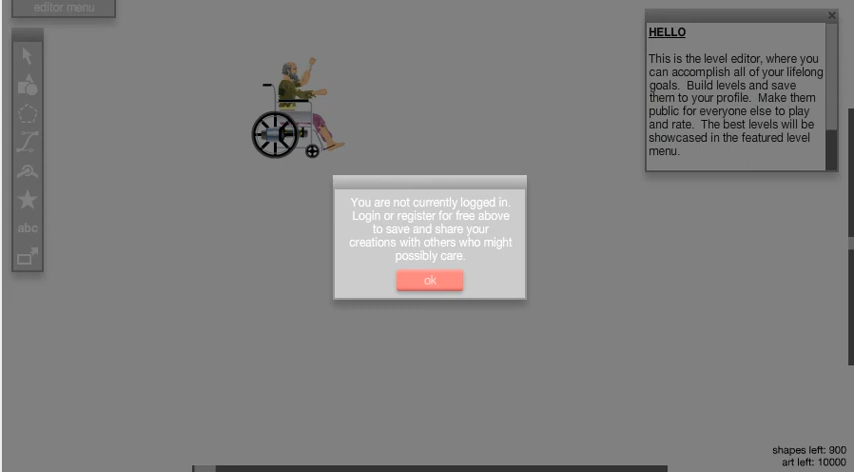 editor menu
HELLO
This is the level editor, where you
can accomplish all of your lifelong
goals. Build levels and save
them to your profile. Make them
public for everyone else to play
and rate. The best levels will be
showcased in the featured level
menu.
abc
You are not currently logged in.
Login or register for free above
to save and share your
creations with others who might
possibly care.
ok
shapes left: 900
art left: 10000